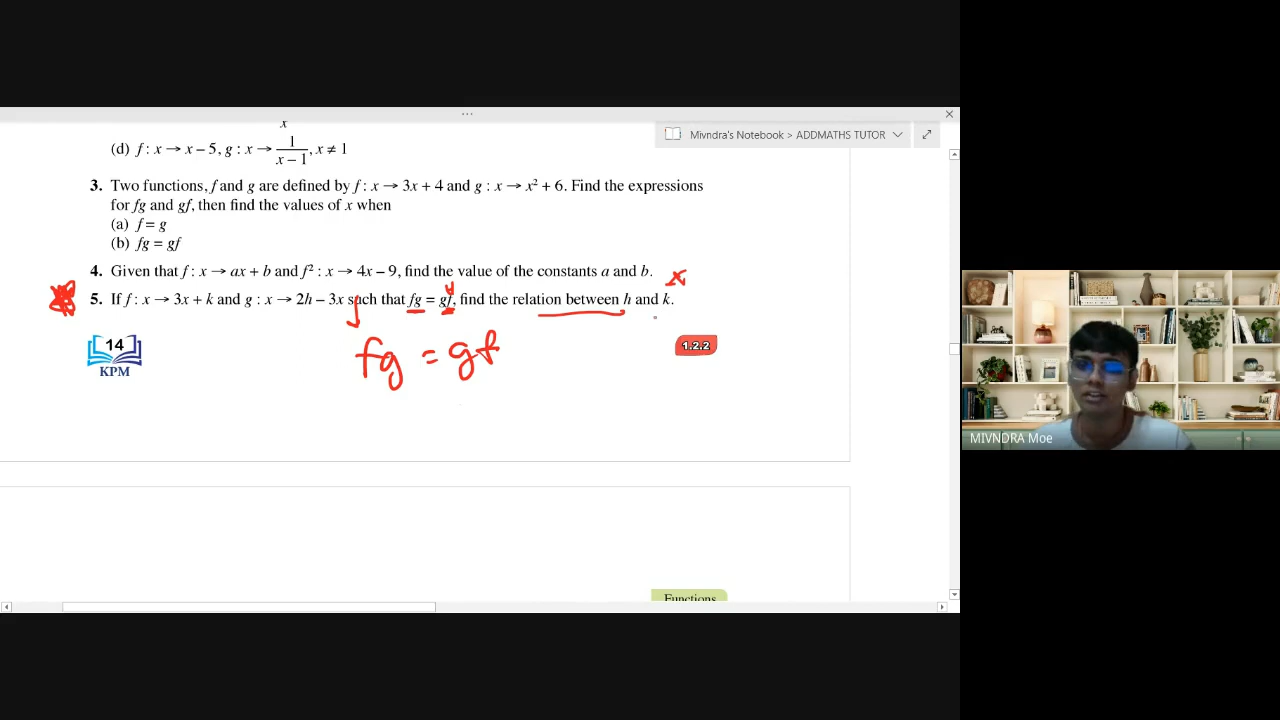 x
Mivndra's Notebook > ADDMATHS TUTOR
(d) f : x → x – 5, g : x → 1/(x – 1), x ≠ 1
3. Two functions, f and g are defined by f : x → 3x + 4 and g : x → x² + 6. Find the expressions
for fg and gf, then find the values of x when
(a) f = g
(b) fg = gf
4. Given that f : x → ax + b and f² : x → 4x – 9, find the value of the constants a and b.
5. If f : x → 3x + k and g : x → 2h – 3x such that fg = gf, find the relation between h and k.
14
KPM
fg = gf
1.2.2
MIVNDRA Moe
Functions